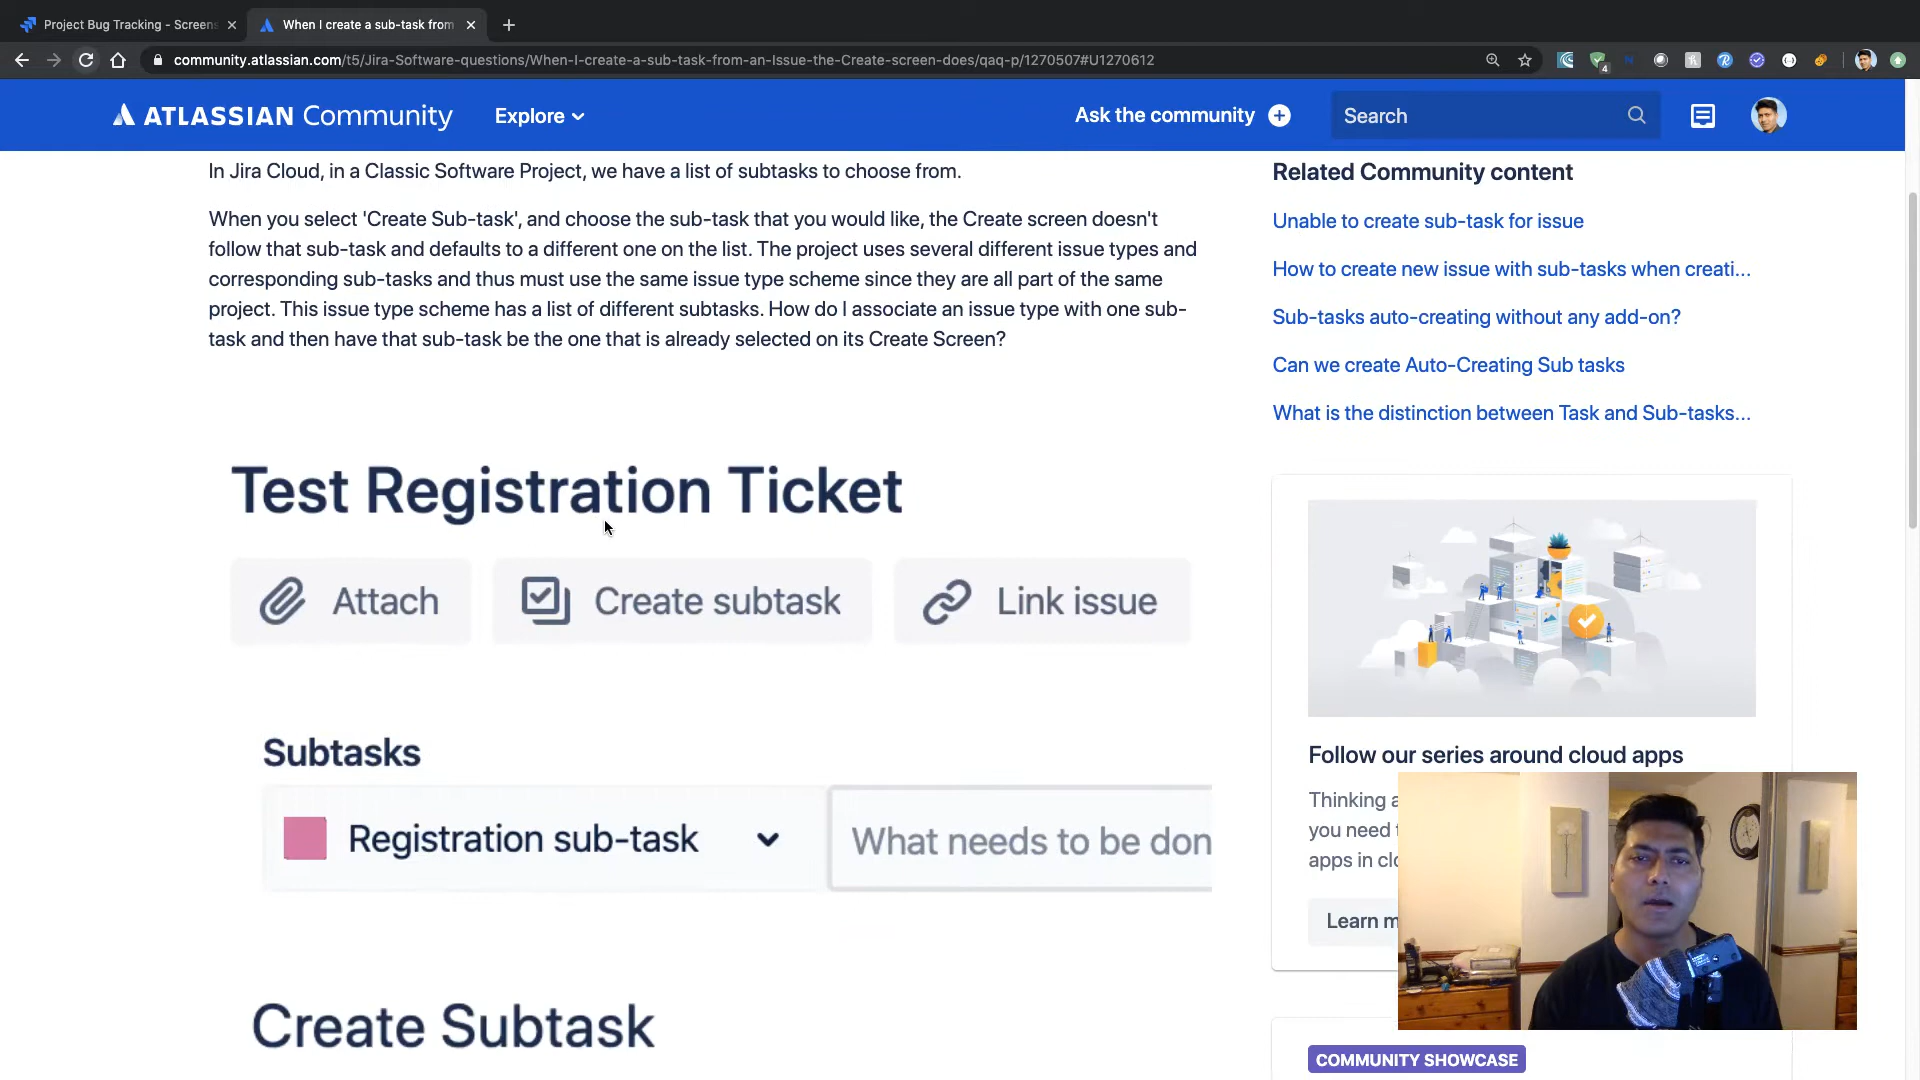 Project Bug Tracking - Screens
When I create a sub-task from
community.atlassian.com/t5/Jira-Software-questions/When-I-create-a-sub-task-from-an-Issue-the-Create-screen-does/qaq-p/1270507#U1270612
4
ATLASSIAN Community
Explore
Ask the community
Search
In Jira Cloud, in a Classic Software Project, we have a list of subtasks to choose from.
When you select 'Create Sub-task', and choose the sub-task that you would like, the Create screen doesn't
follow that sub-task and defaults to a different one on the list. The project uses several different issue types and
corresponding sub-tasks and thus must use the same issue type scheme since they are all part of the same
project. This issue type scheme has a list of different subtasks. How do I associate an issue type with one sub-
task and then have that sub-task be the one that is already selected on its Create Screen?
Test Registration Ticket
Attach
Create subtask
Link issue
Subtasks
Registration sub-task
What needs to be don
Create Subtask
Related Community content
Unable to create sub-task for issue
How to create new issue with sub-tasks when creati...
Sub-tasks auto-creating without any add-on?
Can we create Auto-Creating Sub tasks
What is the distinction between Task and Sub-tasks...
Follow our series around cloud apps
Thinking a
you need
apps in clo
Learn m
COMMUNITY SHOWCASE